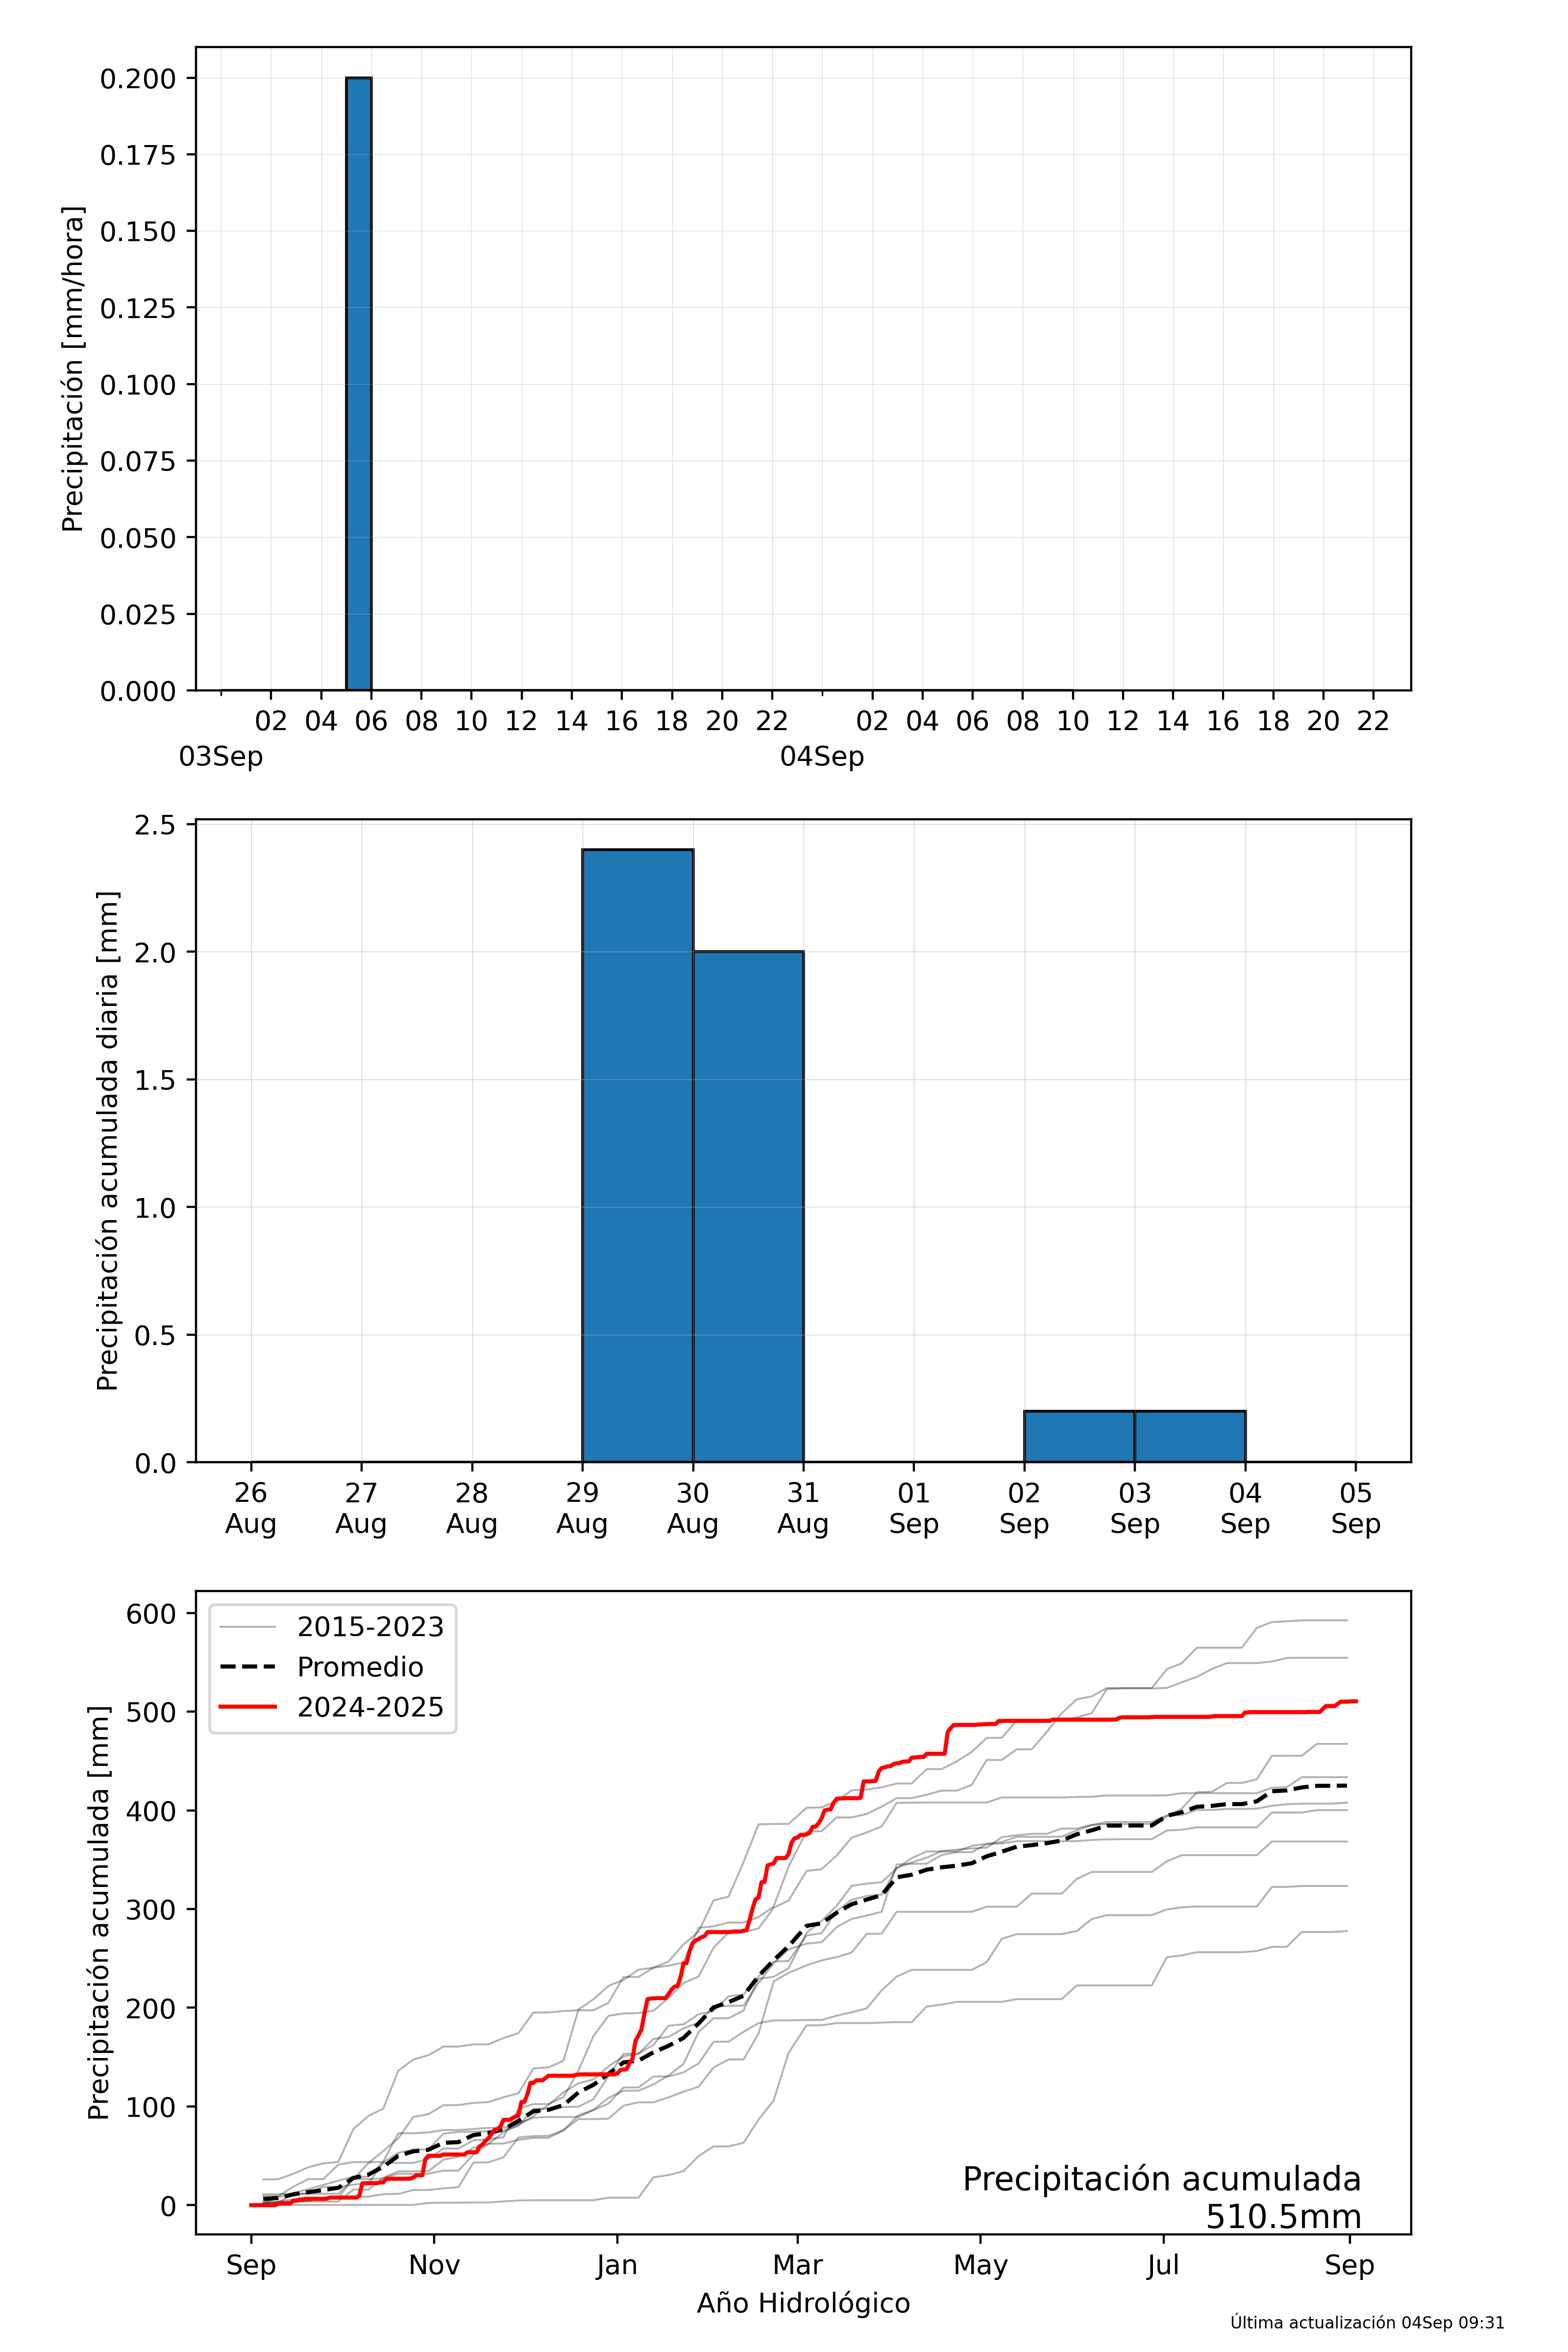 Precipitación [mm/hora]
0.200
0.175
0.150
0.125
0.100
0.075
0.050
0.025
0.000
02 04 06 08 10 12 14 16 18 20 22 02 04 06 08 10 12 14 16 18 20 22
03Sep 04Sep
Precipitación acumulada diaria [mm]
2.5
2.0
1.5
1.0
0.5
0.0
26 27 28 29 30 31 01 02 03 04 05
Aug Aug Aug Aug Aug Aug Sep Sep Sep Sep Sep
Precipitación acumulada [mm]
600
500
400
300
200
100
0
2015-2023
Promedio
2024-2025
Precipitación acumulada
510.5mm
Sep Nov Jan Mar May Jul Sep
Año Hidrológico
Última actualización 04Sep 09:31